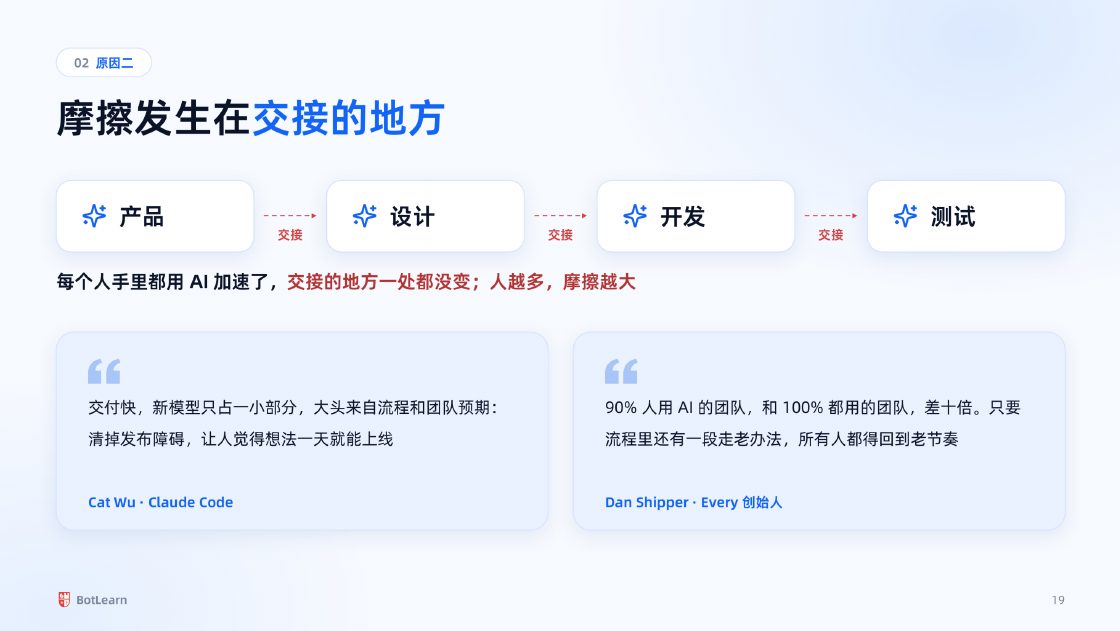 02 原因二
摩擦发生在交接的地方
产品
交接
设计
交接
开发
交接
测试
每个人手里都用 AI 加速了，交接的地方一处都没变；人越多，摩擦越大
交付快，新模型只占一小部分，大头来自流程和团队预期：
清掉发布障碍，让人觉得想法一天就能上线
Cat Wu · Claude Code
90% 人用 AI 的团队，和 100% 都用的团队，差十倍。只要
流程里还有一段走老办法，所有人都得回到老节奏
Dan Shipper · Every 创始人
BotLearn
19